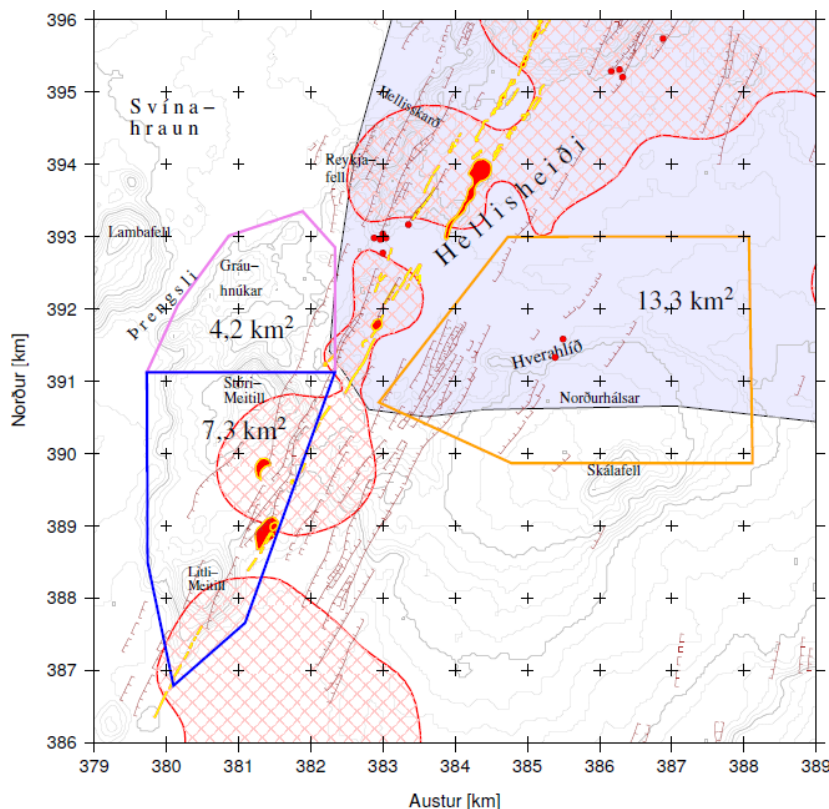 396
395
394
393
392
391
390
389
388
387
386
Norður [km]
Svína-
hraun
Hellisskarð
Reykja-
fell
Lambafell
Hellisheiði
Þrengsli
Gráu-
hnúkar
4,2 km²
13,3 km²
Hverahlíð
Stóri-
Meitill
Norðurhálsar
7,3 km²
Skálafell
Litli-
Meitill
379
380
381
382
383
384
385
386
387
388
389
Austur [km]